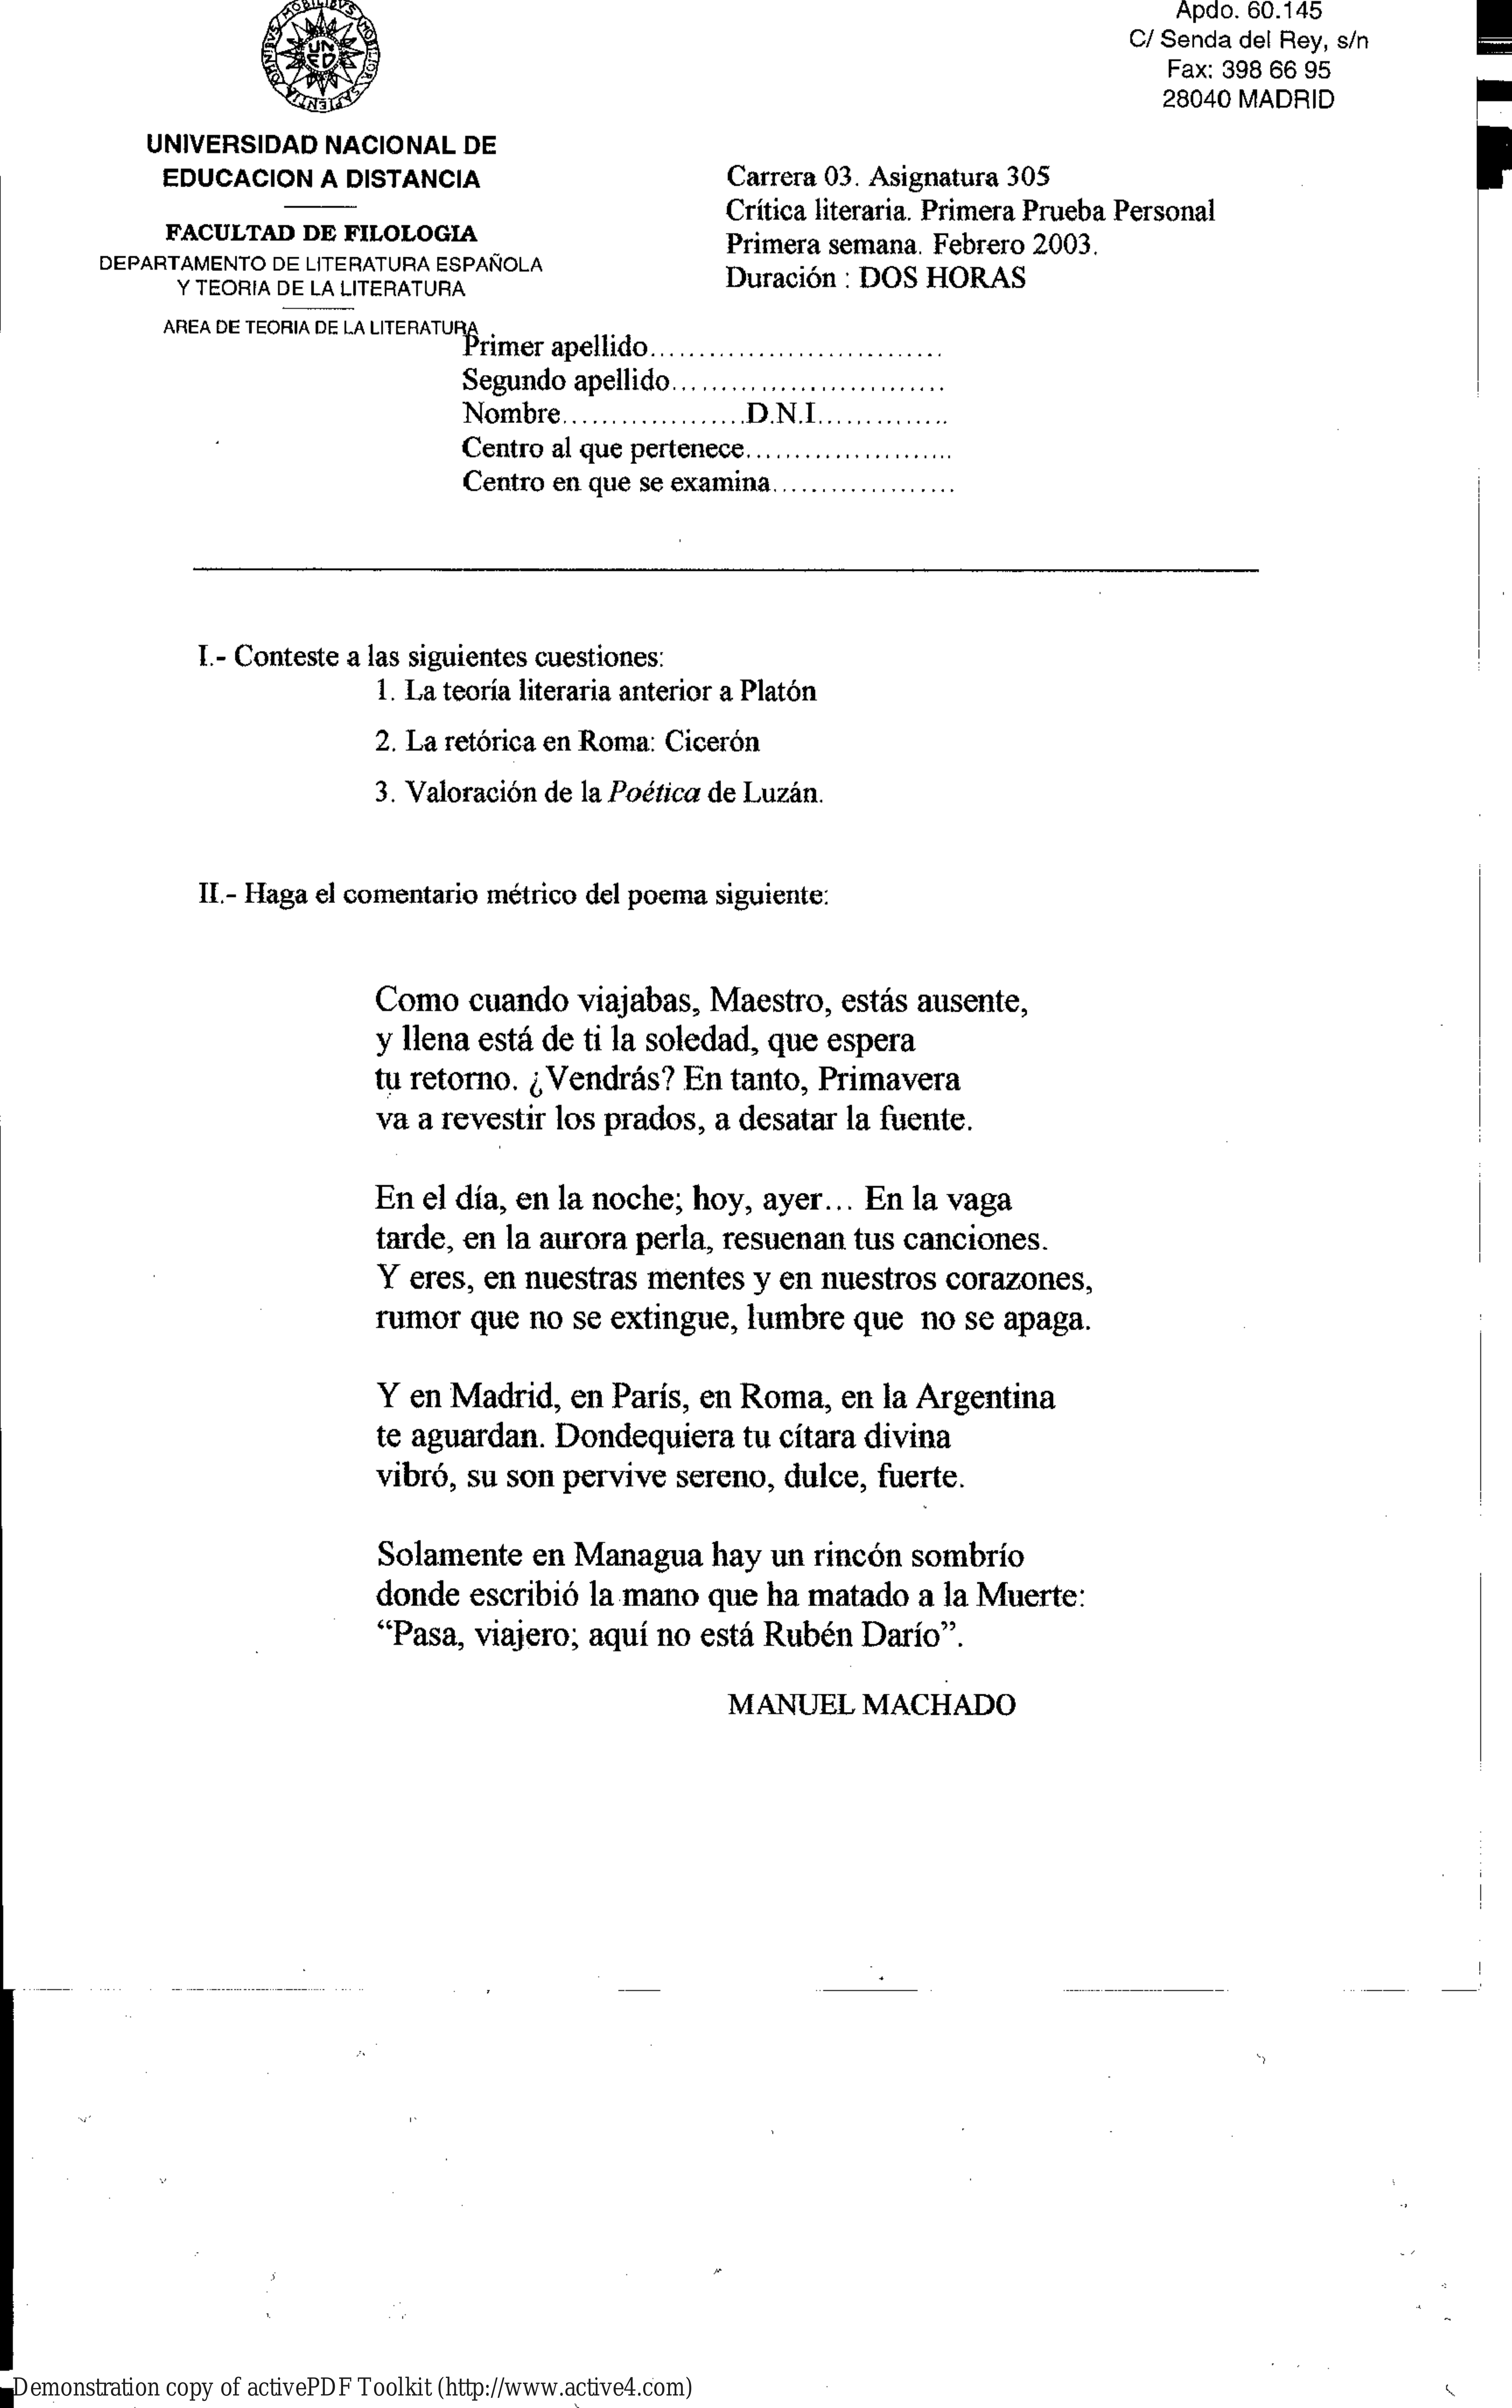 OMNIBVS MOBILIBVS MOBILIOR SAPIENTIA
UN
ED
Apdo. 60.145
C/ Senda del Rey, s/n
Fax: 398 66 95
28040 MADRID
UNIVERSIDAD NACIONAL DE
EDUCACION A DISTANCIA
FACULTAD DE FILOLOGIA
DEPARTAMENTO DE LITERATURA ESPAÑOLA
Y TEORIA DE LA LITERATURA
AREA DE TEORIA DE LA LITERATURA
Carrera 03. Asignatura 305
Crítica literaria. Primera Prueba Personal
Primera semana. Febrero 2003.
Duración : DOS HORAS
Primer apellido..............................
Segundo apellido............................
Nombre...................D.N.I..............
Centro al que pertenece.....................
Centro en que se examina...................
I.- Conteste a las siguientes cuestiones:
1. La teoría literaria anterior a Platón
2. La retórica en Roma: Cicerón
3. Valoración de la Poética de Luzán.
II.- Haga el comentario métrico del poema siguiente:
Como cuando viajabas, Maestro, estás ausente,
y llena está de ti la soledad, que espera
tu retorno. ¿Vendrás? En tanto, Primavera
va a revestir los prados, a desatar la fuente.
En el día, en la noche; hoy, ayer... En la vaga
tarde, en la aurora perla, resuenan tus canciones.
Y eres, en nuestras mentes y en nuestros corazones,
rumor que no se extingue, lumbre que no se apaga.
Y en Madrid, en París, en Roma, en la Argentina
te aguardan. Dondequiera tu cítara divina
vibró, su son pervive sereno, dulce, fuerte.
Solamente en Managua hay un rincón sombrío
donde escribió la mano que ha matado a la Muerte:
“Pasa, viajero; aquí no está Rubén Darío”.
MANUEL MACHADO
Demonstration copy of activePDF Toolkit (http://www.active4.com)